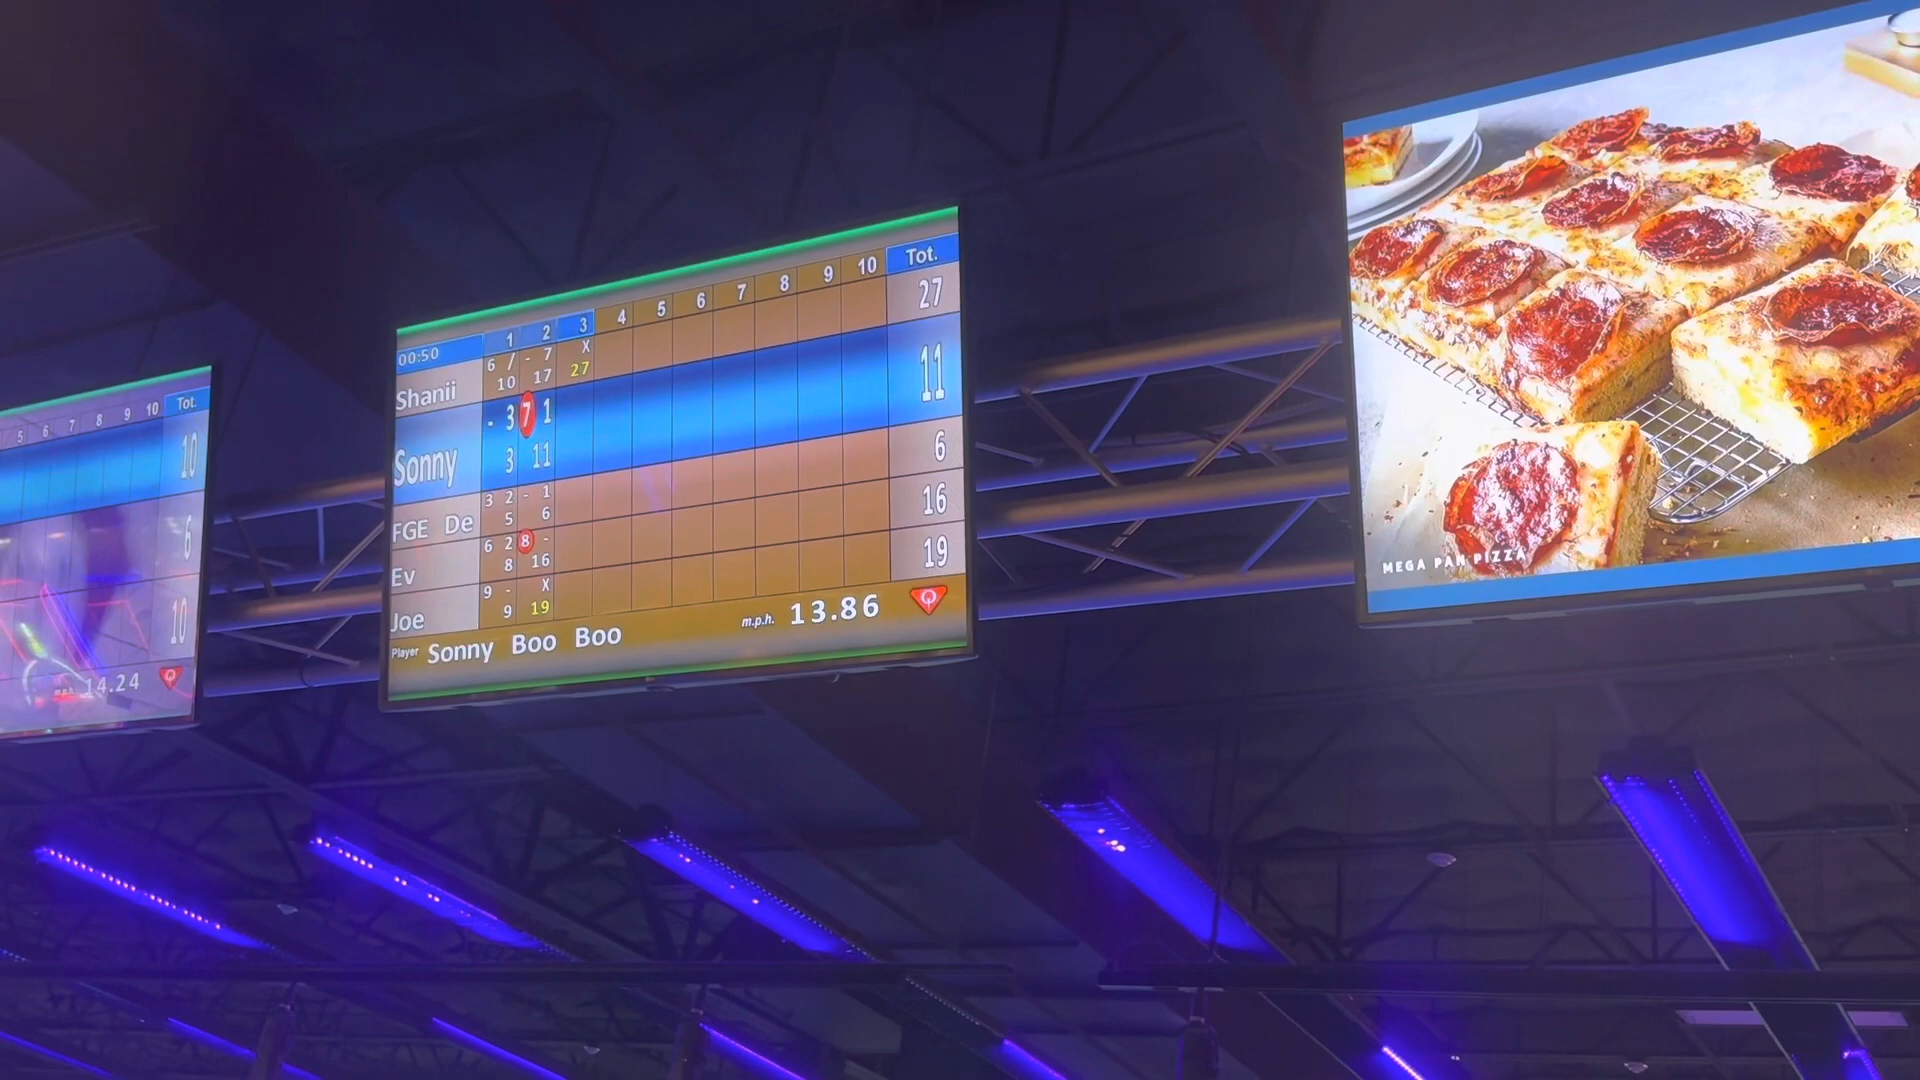 5 6 7 8 9 10 Tot.
10
6
10
m.p.h. 14.24
00:50 1 2 3 4 5 6 7 8 9 10 Tot.
Shanii 6 / - 7 X 27
10 17 27
Sonny - 3 7 1 11
3 11
FGE De 3 2 - 1 6
5 6
Ev 6 2 8 - 16
8 16
Joe 9 - X 19
9 19
Player Sonny Boo Boo m.p.h. 13.86
MEGA PAN PIZZA